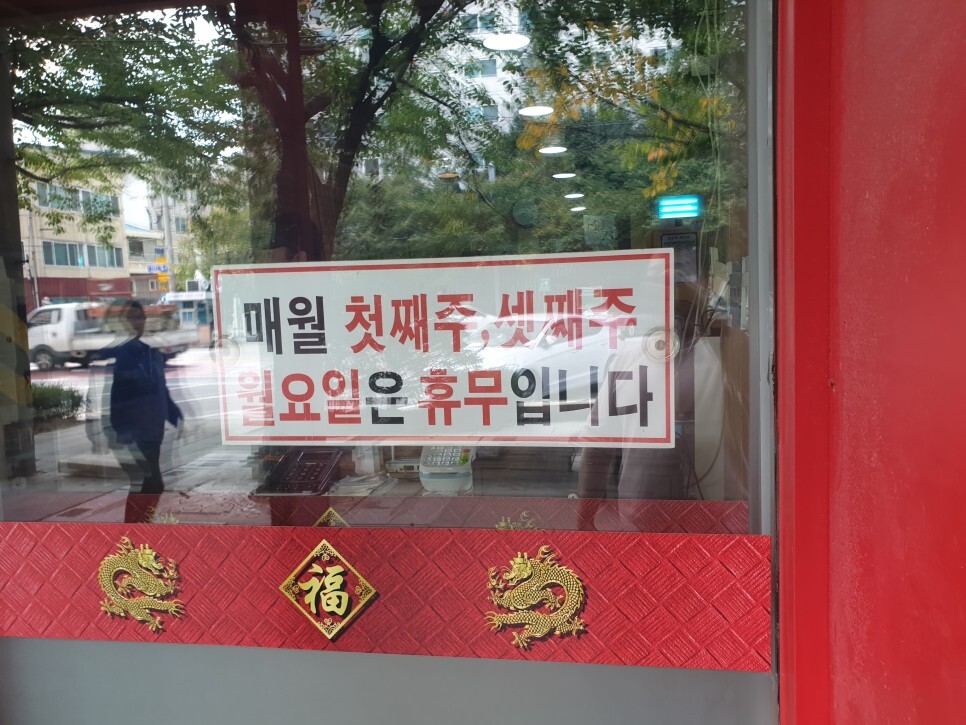 매월 첫째주,셋째주
월요일은 휴무입니다
福